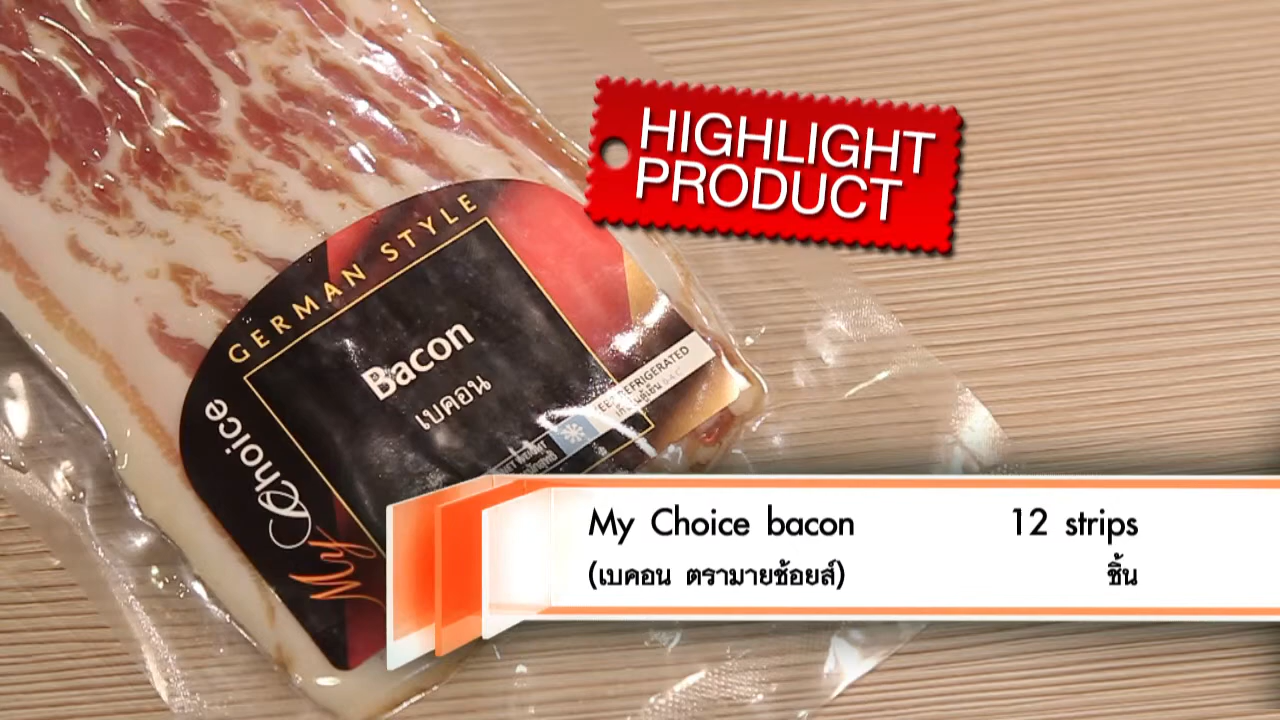 HIGHLIGHT
PRODUCT
GERMAN STYLE
Bacon
เบคอน
My Choice
KEEP REFRIGERATED
My Choice bacon 12 strips
(เบคอน ตรามายช้อยส์) ชิ้น